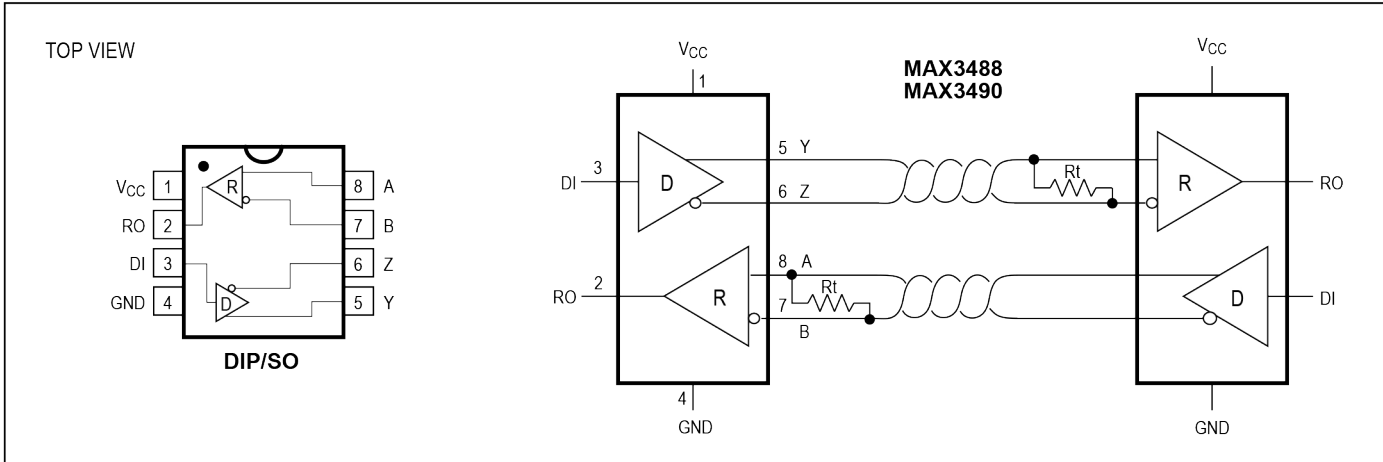 TOP VIEW
VCC 1
RO 2
DI 3
GND 4
8 A
7 B
6 Z
5 Y
R
D
DIP/SO
MAX3488
MAX3490
VCC
1
DI 3
D
5 Y
6 Z
Rt
RO 2
R
8 A
7
B
Rt
4
GND
VCC
R
RO
D
DI
GND